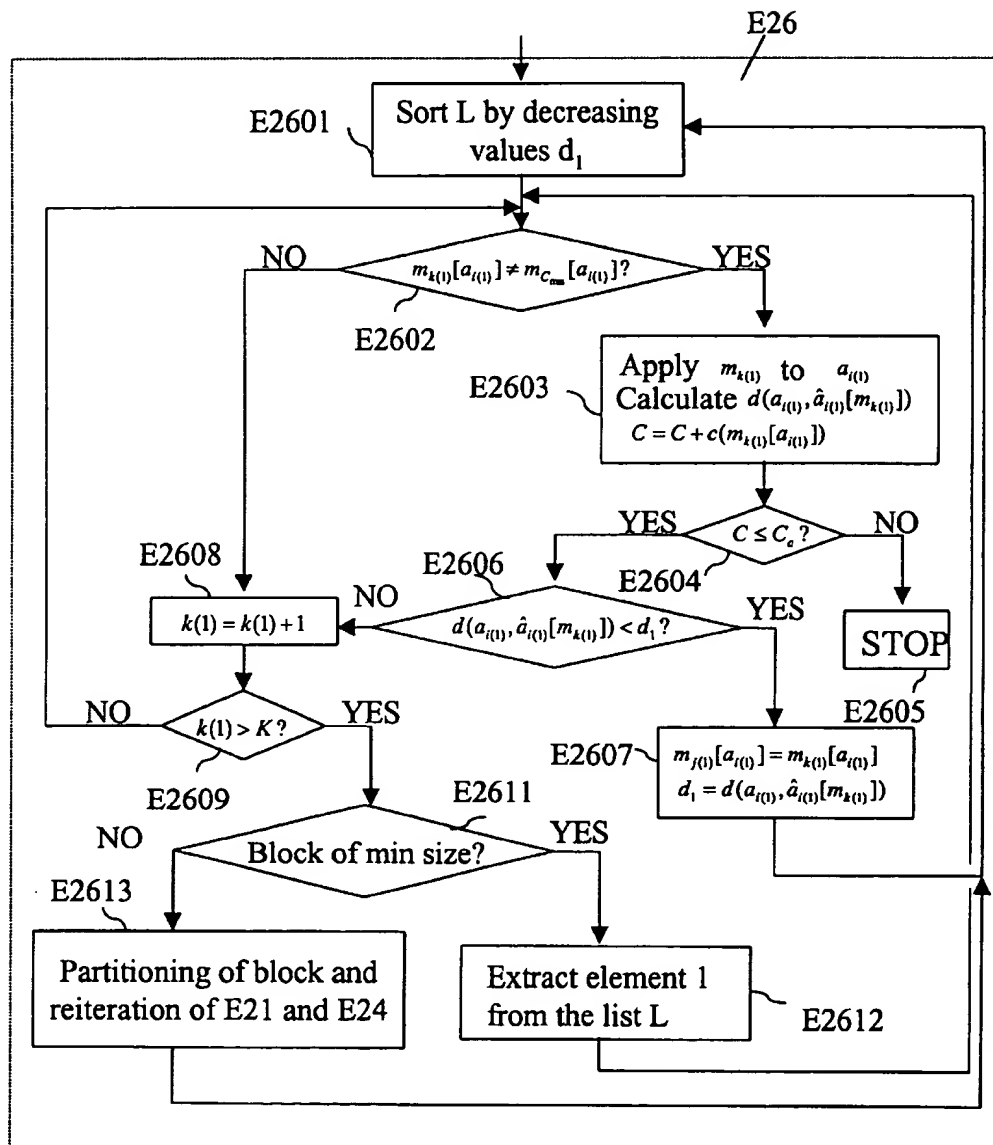 E26
E2601
Sort L by decreasing
values d₁
NO
YES
m_{k(1)}[a_{i(1)}] ≠ m_{C_{min}}[a_{i(1)}]?
E2602
E2603
Apply m_{k(1)} to a_{i(1)}
Calculate d(a_{i(1)}, â_{i(1)}[m_{k(1)}])
C = C + c(m_{k(1)}[a_{i(1)}])
YES
C ≤ C_a ?
NO
E2604
E2608
E2606
k(1) = k(1) + 1
NO
d(a_{i(1)}, â_{i(1)}[m_{k(1)}]) < d₁ ?
YES
STOP
E2605
NO
k(1) > K ?
YES
E2609
E2607
m_{j(1)}[a_{i(1)}] = m_{k(1)}[a_{i(1)}]
d₁ = d(a_{i(1)}, â_{i(1)}[m_{k(1)}])
E2611
NO
Block of min size?
YES
E2613
Partitioning of block and
reiteration of E21 and E24
Extract element 1
from the list L
E2612